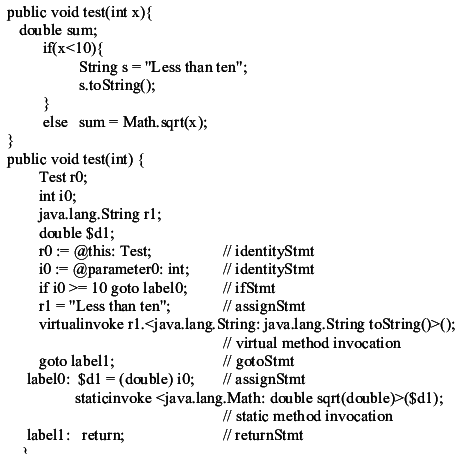 public void test(int x){
double sum;
if(x<10){
String s = "Less than ten";
s.toString();
}
else sum = Math.sqrt(x);
}
public void test(int) {
Test r0;
int i0;
java.lang.String r1;
double $d1;
r0 := @this: Test; // identityStmt
i0 := @parameter0: int; // identityStmt
if i0 >= 10 goto label0; // ifStmt
r1 = "Less than ten"; // assignStmt
virtualinvoke r1.<java.lang.String: java.lang.String toString()>();
// virtual method invocation
goto label1; // gotoStmt
label0: $d1 = (double) i0; // assignStmt
staticinvoke <java.lang.Math: double sqrt(double)>($d1);
// static method invocation
label1: return; // returnStmt
}